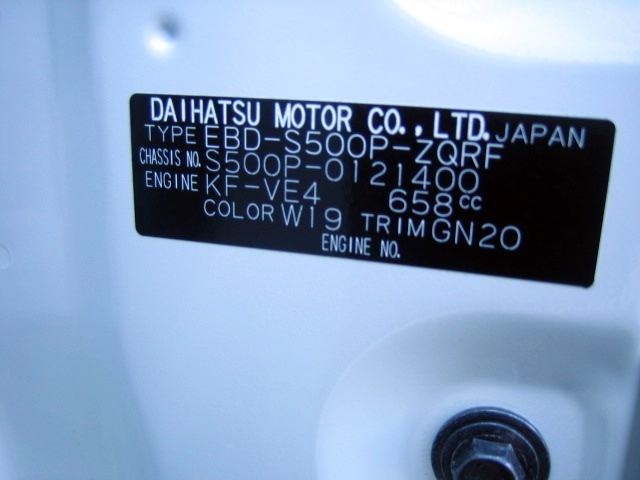 DAIHATSU MOTOR CO., LTD. JAPAN
TYPE EBD-S500P-ZQRF
CHASSIS NO. S500P-0121400
ENGINE KF-VE4 658cc
COLOR W19 TRIM GN20
ENGINE NO.